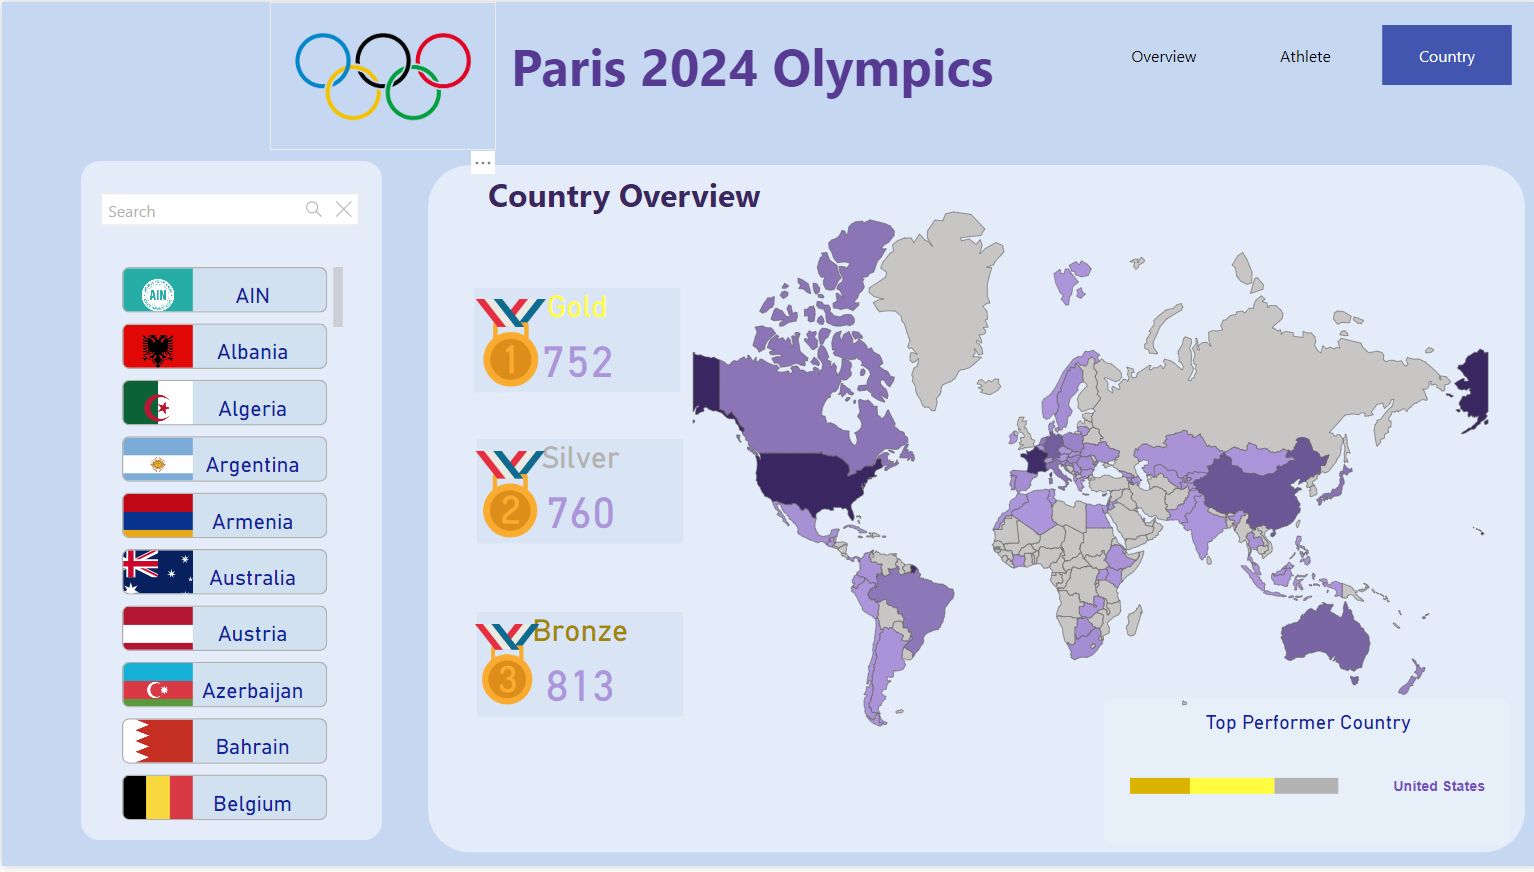 Paris 2024 Olympics
Overview
Athlete
Country
Search
AIN
AIN
Albania
Algeria
Argentina
Armenia
Australia
Austria
Azerbaijan
Bahrain
Belgium
Country Overview
Gold
1
752
Silver
2
760
Bronze
3
813
Top Performer Country
United States